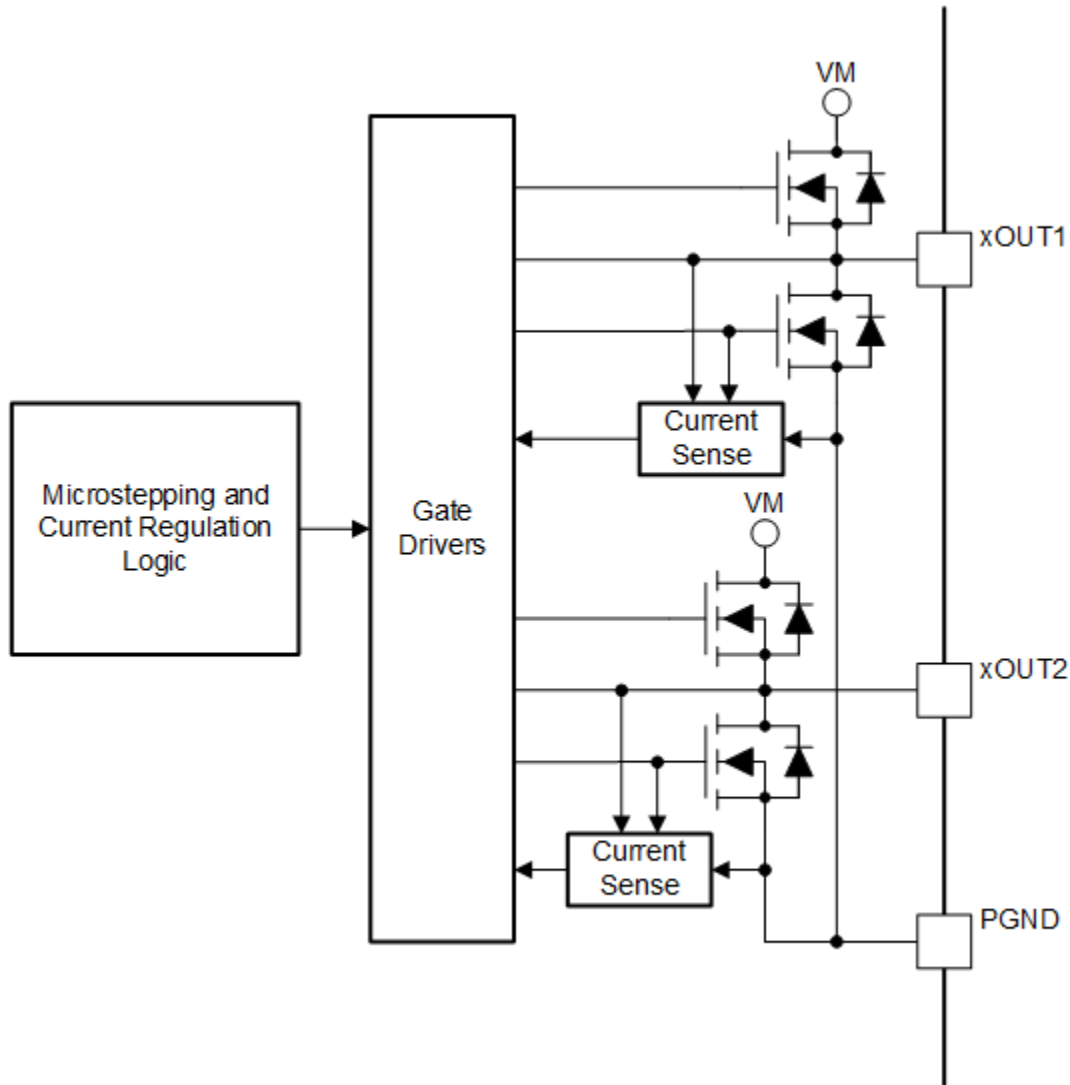 VM
xOUT1
Current
Sense
Microstepping and
Current Regulation
Logic
Gate
Drivers
VM
xOUT2
Current
Sense
PGND